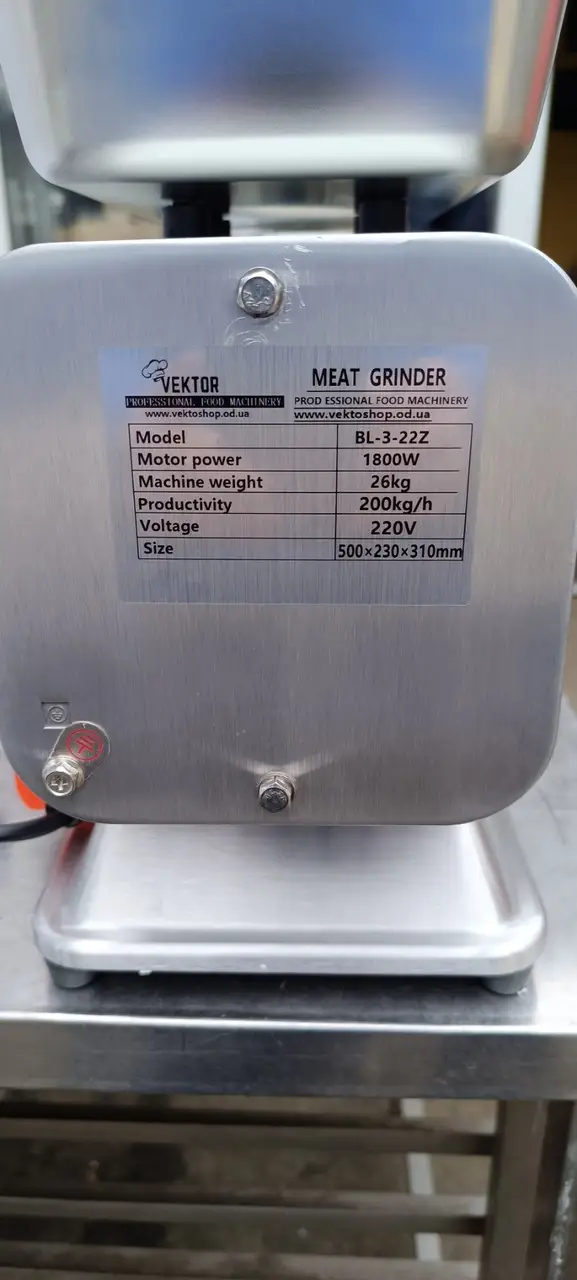 VEKTOR
PROFESSIONAL FOOD MACHINERY
www.vektoshop.od.ua
MEAT GRINDER
PROD ESSIONAL FOOD MACHINERY
www.vektoshop.od.ua
Model BL-3-22Z
Motor power 1800W
Machine weight 26kg
Productivity 200kg/h
Voltage 220V
Size 500×230×310mm